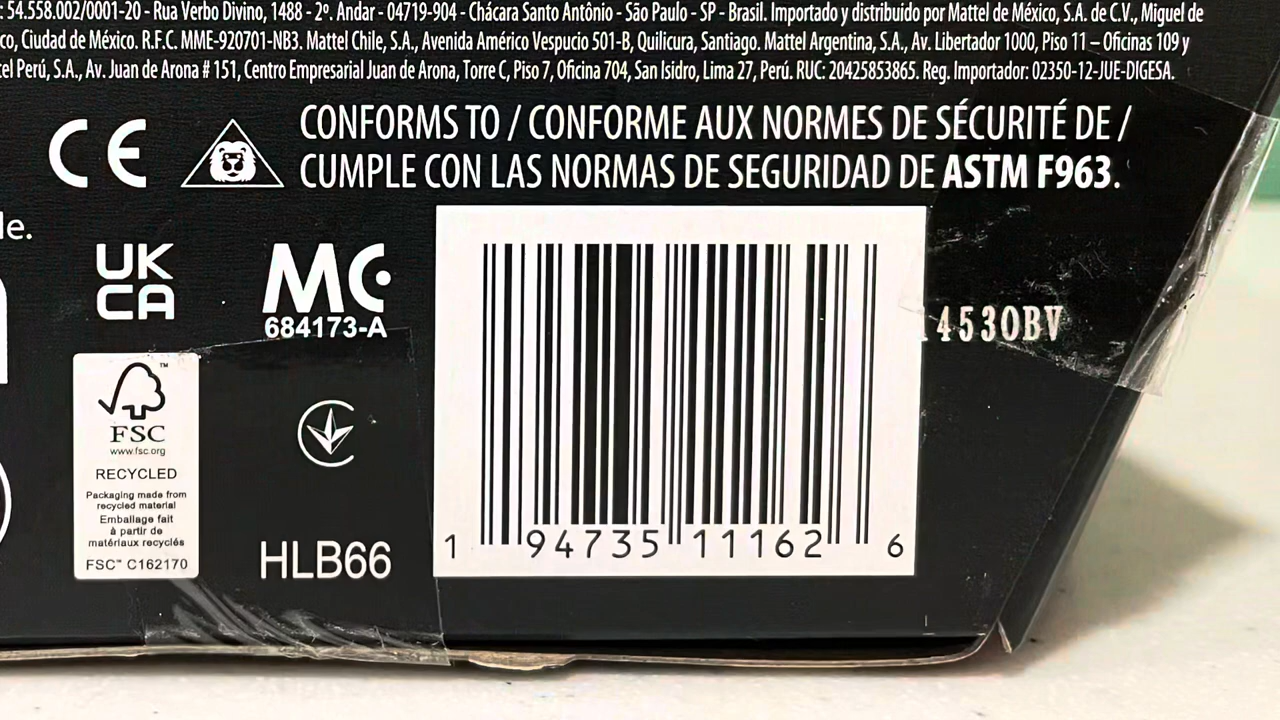 : 54.558.002/0001-20 - Rua Verbo Divino, 1488 - 2º. Andar - 04719-904 - Chácara Santo Antônio - São Paulo - SP - Brasil. Importado y distribuido por Mattel de México, S.A. de C.V., Miguel de
co, Ciudad de México. R.F.C. MME-920701-NB3. Mattel Chile, S.A., Avenida Américo Vespucio 501-B, Quilicura, Santiago. Mattel Argentina, S.A., Av. Libertador 1000, Piso 11 – Oficinas 109 y
tel Perú, S.A., Av. Juan de Arona # 151, Centro Empresarial Juan de Arona, Torre C, Piso 7, Oficina 704, San Isidro, Lima 27, Perú. RUC: 20425853865. Reg. Importador: 02350-12-JUE-DIGESA.
CE
CONFORMS TO / CONFORME AUX NORMES DE SÉCURITÉ DE /
CUMPLE CON LAS NORMAS DE SEGURIDAD DE ASTM F963.
le.
UK
CA
MC
684173-A
14530BV
FSC
™
www.fsc.org
RECYCLED
Packaging made from
recycled material
Emballage fait
à partir de
matériaux recyclés
FSC™ C162170
HLB66
1 94735 11162 6